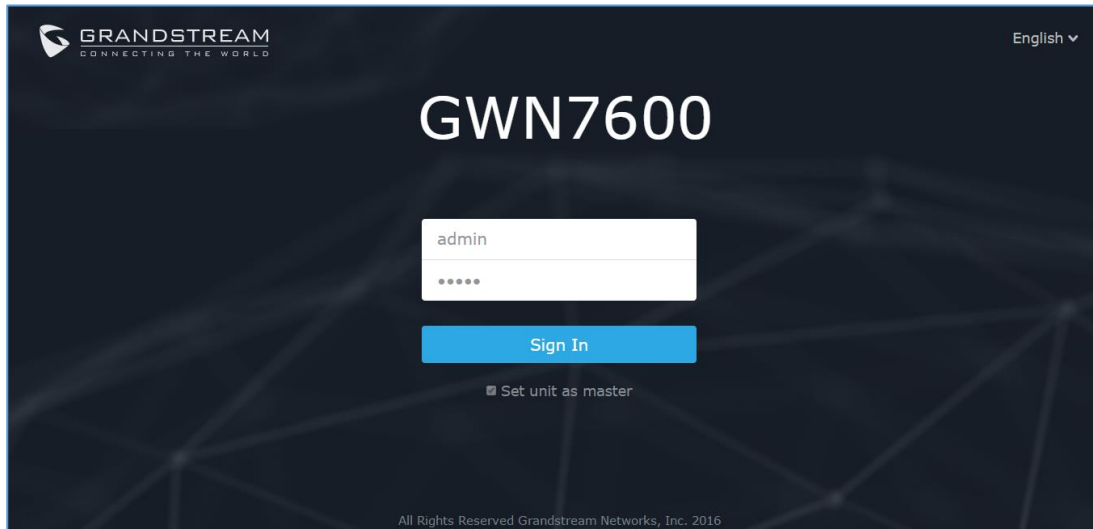 GRANDSTREAM
CONNECTING THE WORLD
English
GWN7600
admin
•••••
Sign In
Set unit as master
All Rights Reserved Grandstream Networks, Inc. 2016